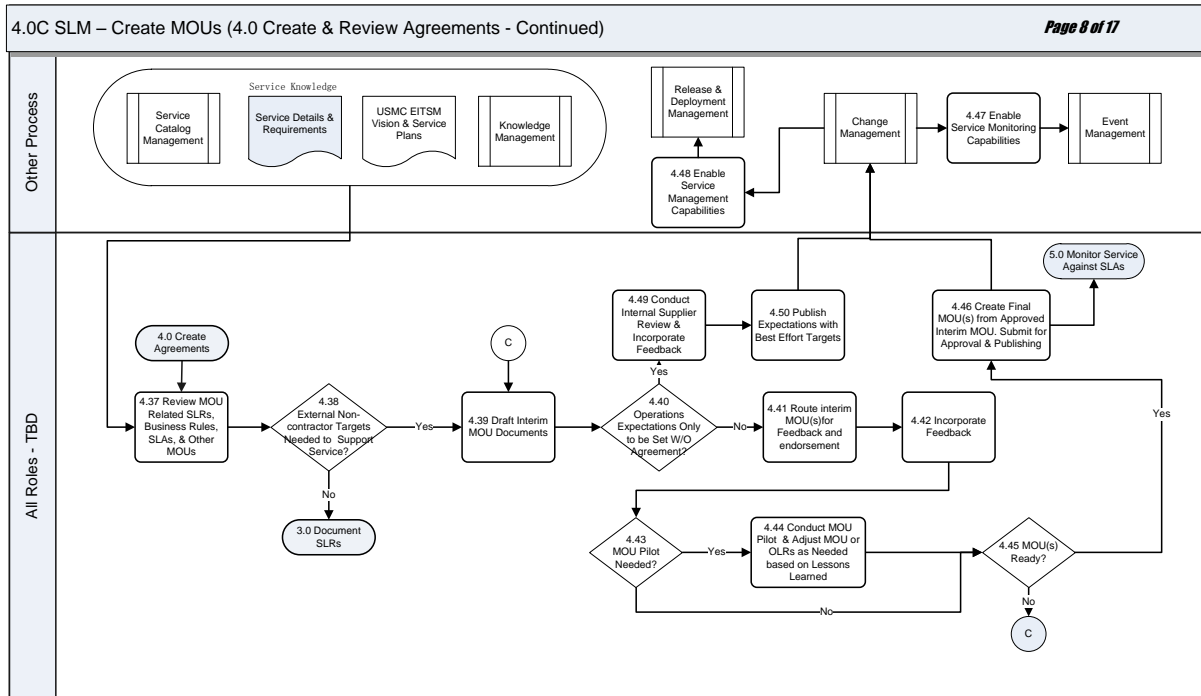 4.0C SLM – Create MOUs (4.0 Create & Review Agreements - Continued)
Page 8 of 17
Other Process
Service Knowledge
Service
Catalog
Management
Service Details &
Requirements
USMC EITSM
Vision & Service
Plans
Knowledge
Management
Release &
Deployment
Management
4.48 Enable
Service
Management
Capabilities
Change
Management
4.47 Enable
Service Monitoring
Capabilities
Event
Management
All Roles - TBD
4.0 Create
Agreements
4.37 Review MOU
Related SLRs,
Business Rules,
SLAs, & Other
MOUs
4.38
External Non-
contractor Targets
Needed to Support
Service?
Yes
No
3.0 Document
SLRs
C
4.39 Draft Interim
MOU Documents
4.40
Operations
Expectations Only
to be Set W/O
Agreement?
Yes
No
4.49 Conduct
Internal Supplier
Review &
Incorporate
Feedback
4.50 Publish
Expectations with
Best Effort Targets
4.41 Route interim
MOU(s)for
Feedback and
endorsement
4.42 Incorporate
Feedback
4.43
MOU Pilot
Needed?
Yes
No
4.44 Conduct MOU
Pilot & Adjust MOU or
OLRs as Needed
based on Lessons
Learned
4.45 MOU(s)
Ready?
Yes
No
C
4.46 Create Final
MOU(s) from Approved
Interim MOU. Submit for
Approval & Publishing
5.0 Monitor Service
Against SLAs